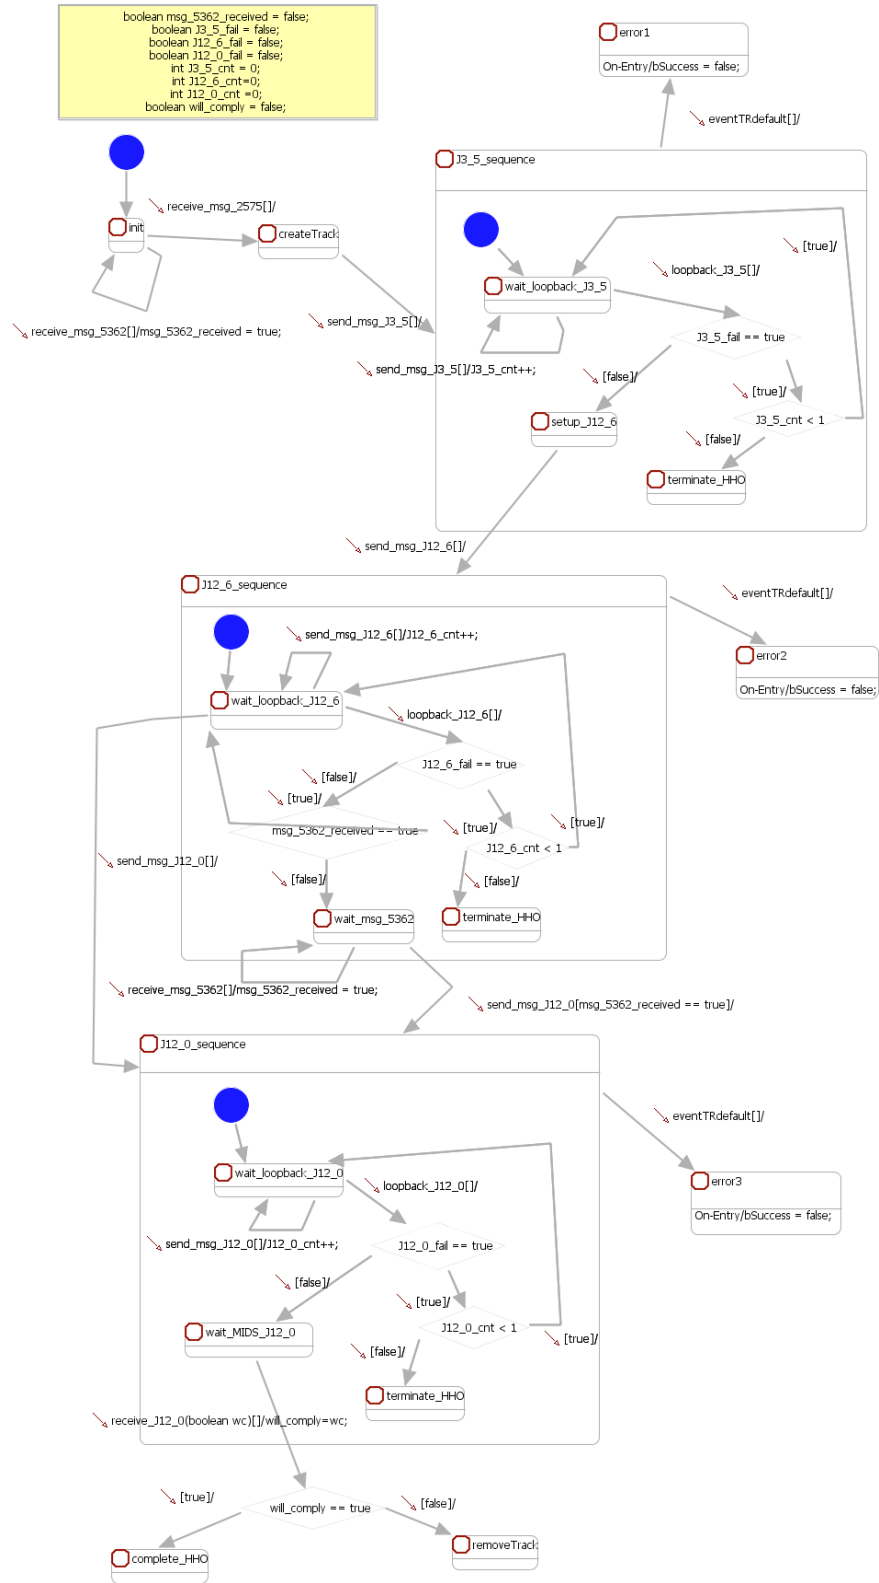 boolean msg_5362_received = false;
boolean J3_5_fail = false;
boolean J12_6_fail = false;
boolean J12_0_fail = false;
int J3_5_cnt = 0;
int J12_6_cnt=0;
int J12_0_cnt =0;
boolean will_comply = false;
error1
On-Entry/bSuccess = false;
eventTRdefault[]/
J3_5_sequence
receive_msg_2575[]/
init
createTrack
receive_msg_5362[]/msg_5362_received = true;
send_msg_J3_5[]/
[true]/
loopback_J3_5[]/
wait_loopback_J3_5
J3_5_fail == true
send_msg_J3_5[]/J3_5_cnt++;
[false]/
[true]/
setup_J12_6
J3_5_cnt < 1
[false]/
terminate_HHO
send_msg_J12_6[]/
J12_6_sequence
eventTRdefault[]/
send_msg_J12_6[]/J12_6_cnt++;
error2
On-Entry/bSuccess = false;
wait_loopback_J12_6
loopback_J12_6[]/
J12_6_fail == true
[false]/
[true]/
msg_5362_received == true
[true]/
[true]/
J12_6_cnt < 1
send_msg_J12_0[]/
[false]/
[false]/
wait_msg_5362
terminate_HHO
receive_msg_5362[]/msg_5362_received = true;
send_msg_J12_0[msg_5362_received == true]/
J12_0_sequence
eventTRdefault[]/
wait_loopback_J12_0
loopback_J12_0[]/
error3
On-Entry/bSuccess = false;
send_msg_J12_0[]/J12_0_cnt++;
J12_0_fail == true
[false]/
[true]/
wait_MIDS_J12_0
J12_0_cnt < 1
[true]/
[false]/
terminate_HHO
receive_J12_0(boolean wc)[]/will_comply=wc;
[true]/
will_comply == true
[false]/
complete_HHO
removeTrack